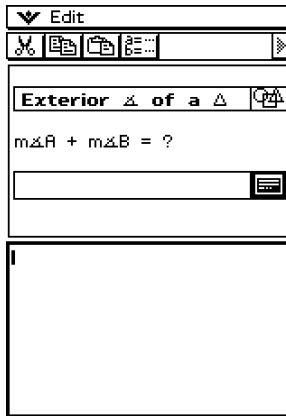 Edit
Exterior ∡ of a △
m∡A + m∡B = ?